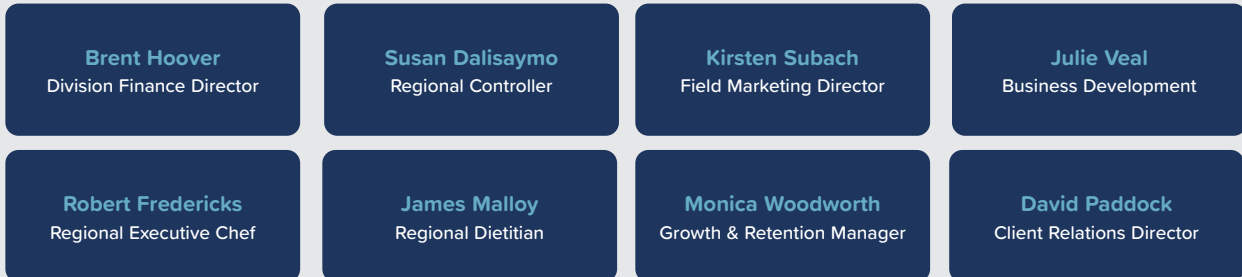 Brent Hoover
Division Finance Director
Susan Dalisaymo
Regional Controller
Kirsten Subach
Field Marketing Director
Julie Veal
Business Development
Robert Fredericks
Regional Executive Chef
James Malloy
Regional Dietitian
Monica Woodworth
Growth & Retention Manager
David Paddock
Client Relations Director